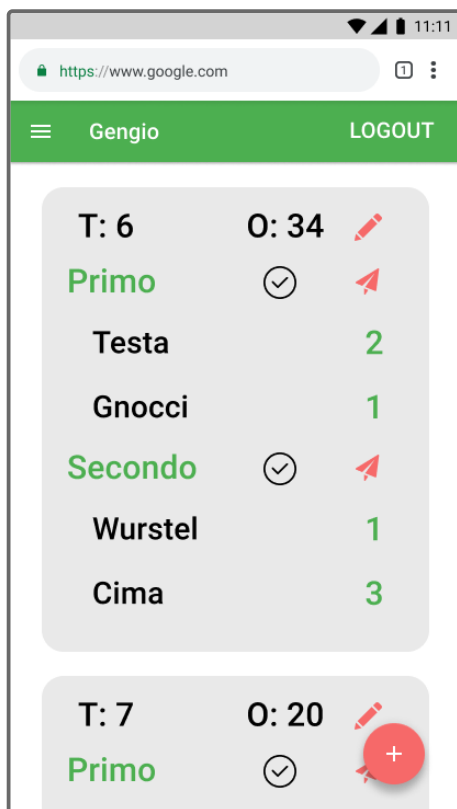 11:11
https://www.google.com 1
Gengio LOGOUT
T: 6 O: 34
Primo
Testa 2
Gnocci 1
Secondo
Wurstel 1
Cima 3
T: 7 O: 20
Primo
+